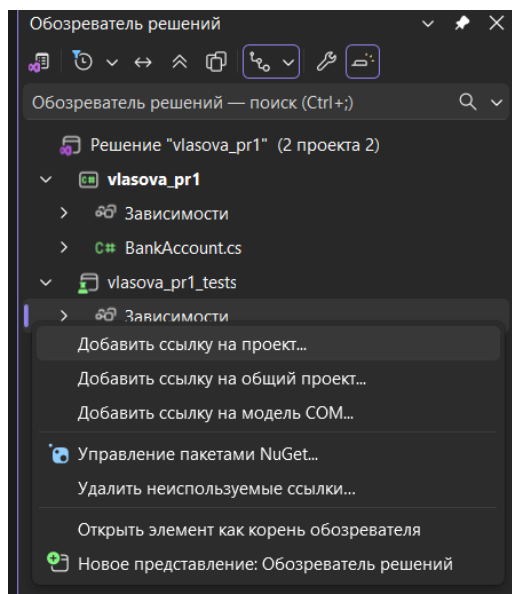 Обозреватель решений
Обозреватель решений — поиск (Ctrl+;)
Решение "vlasova_pr1" (2 проекта 2)
C# vlasova_pr1
Зависимости
C# BankAccount.cs
vlasova_pr1_tests
Зависимости
Добавить ссылку на проект...
Добавить ссылку на общий проект...
Добавить ссылку на модель COM...
Управление пакетами NuGet...
Удалить неиспользуемые ссылки...
Открыть элемент как корень обозревателя
Новое представление: Обозреватель решений